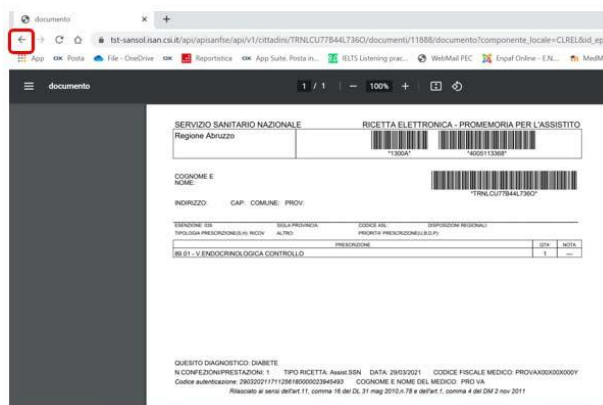 documento
tst-sansol.isan.csi.it/api/apisanfse/api/v1/cittadini/TRNLCU77B44L736O/documenti/11888/documento?componente_locale=CLREL&id_ep
App Posta File - OneDrive Reportistica App Suite. Posta in... IELTS Listening prac... WebMail PEC Enpaf Online - E.N... MedM
documento 1 / 1 100%
SERVIZIO SANITARIO NAZIONALE RICETTA ELETTRONICA - PROMEMORIA PER L'ASSISTITO
Regione Abruzzo
*1300A* *4005113368*
COGNOME E
NOME:
*TRNLCU77B44L736O*
INDIRIZZO: CAP: COMUNE: PROV:
ESENZIONE: 036 SIGLA PROVINCIA: CODICE ASL: DISPOSIZIONI REGIONALI:
TIPOLOGIA PRESCRIZIONE(S,H): RICOV ALTRO: PRIORITA' PRESCRIZIONE(U,B,D,P):
PRESCRIZIONE QTA NOTA
89.01 - V.ENDOCRINOLOGICA CONTROLLO 1 ---
QUESITO DIAGNOSTICO: DIABETE
N.CONFEZIONI/PRESTAZIONI: 1 TIPO RICETTA: Assist.SSN DATA: 29/03/2021 CODICE FISCALE MEDICO: PROVAX00X00X000Y
Codice autenticazione: COGNOME E NOME DEL MEDICO: PRO VA
Rilasciato ai sensi dell'art.11, comma 16 del DL 31 mag 2010,n.78 e dell'art.1, comma 4 del DM 2 nov 2011